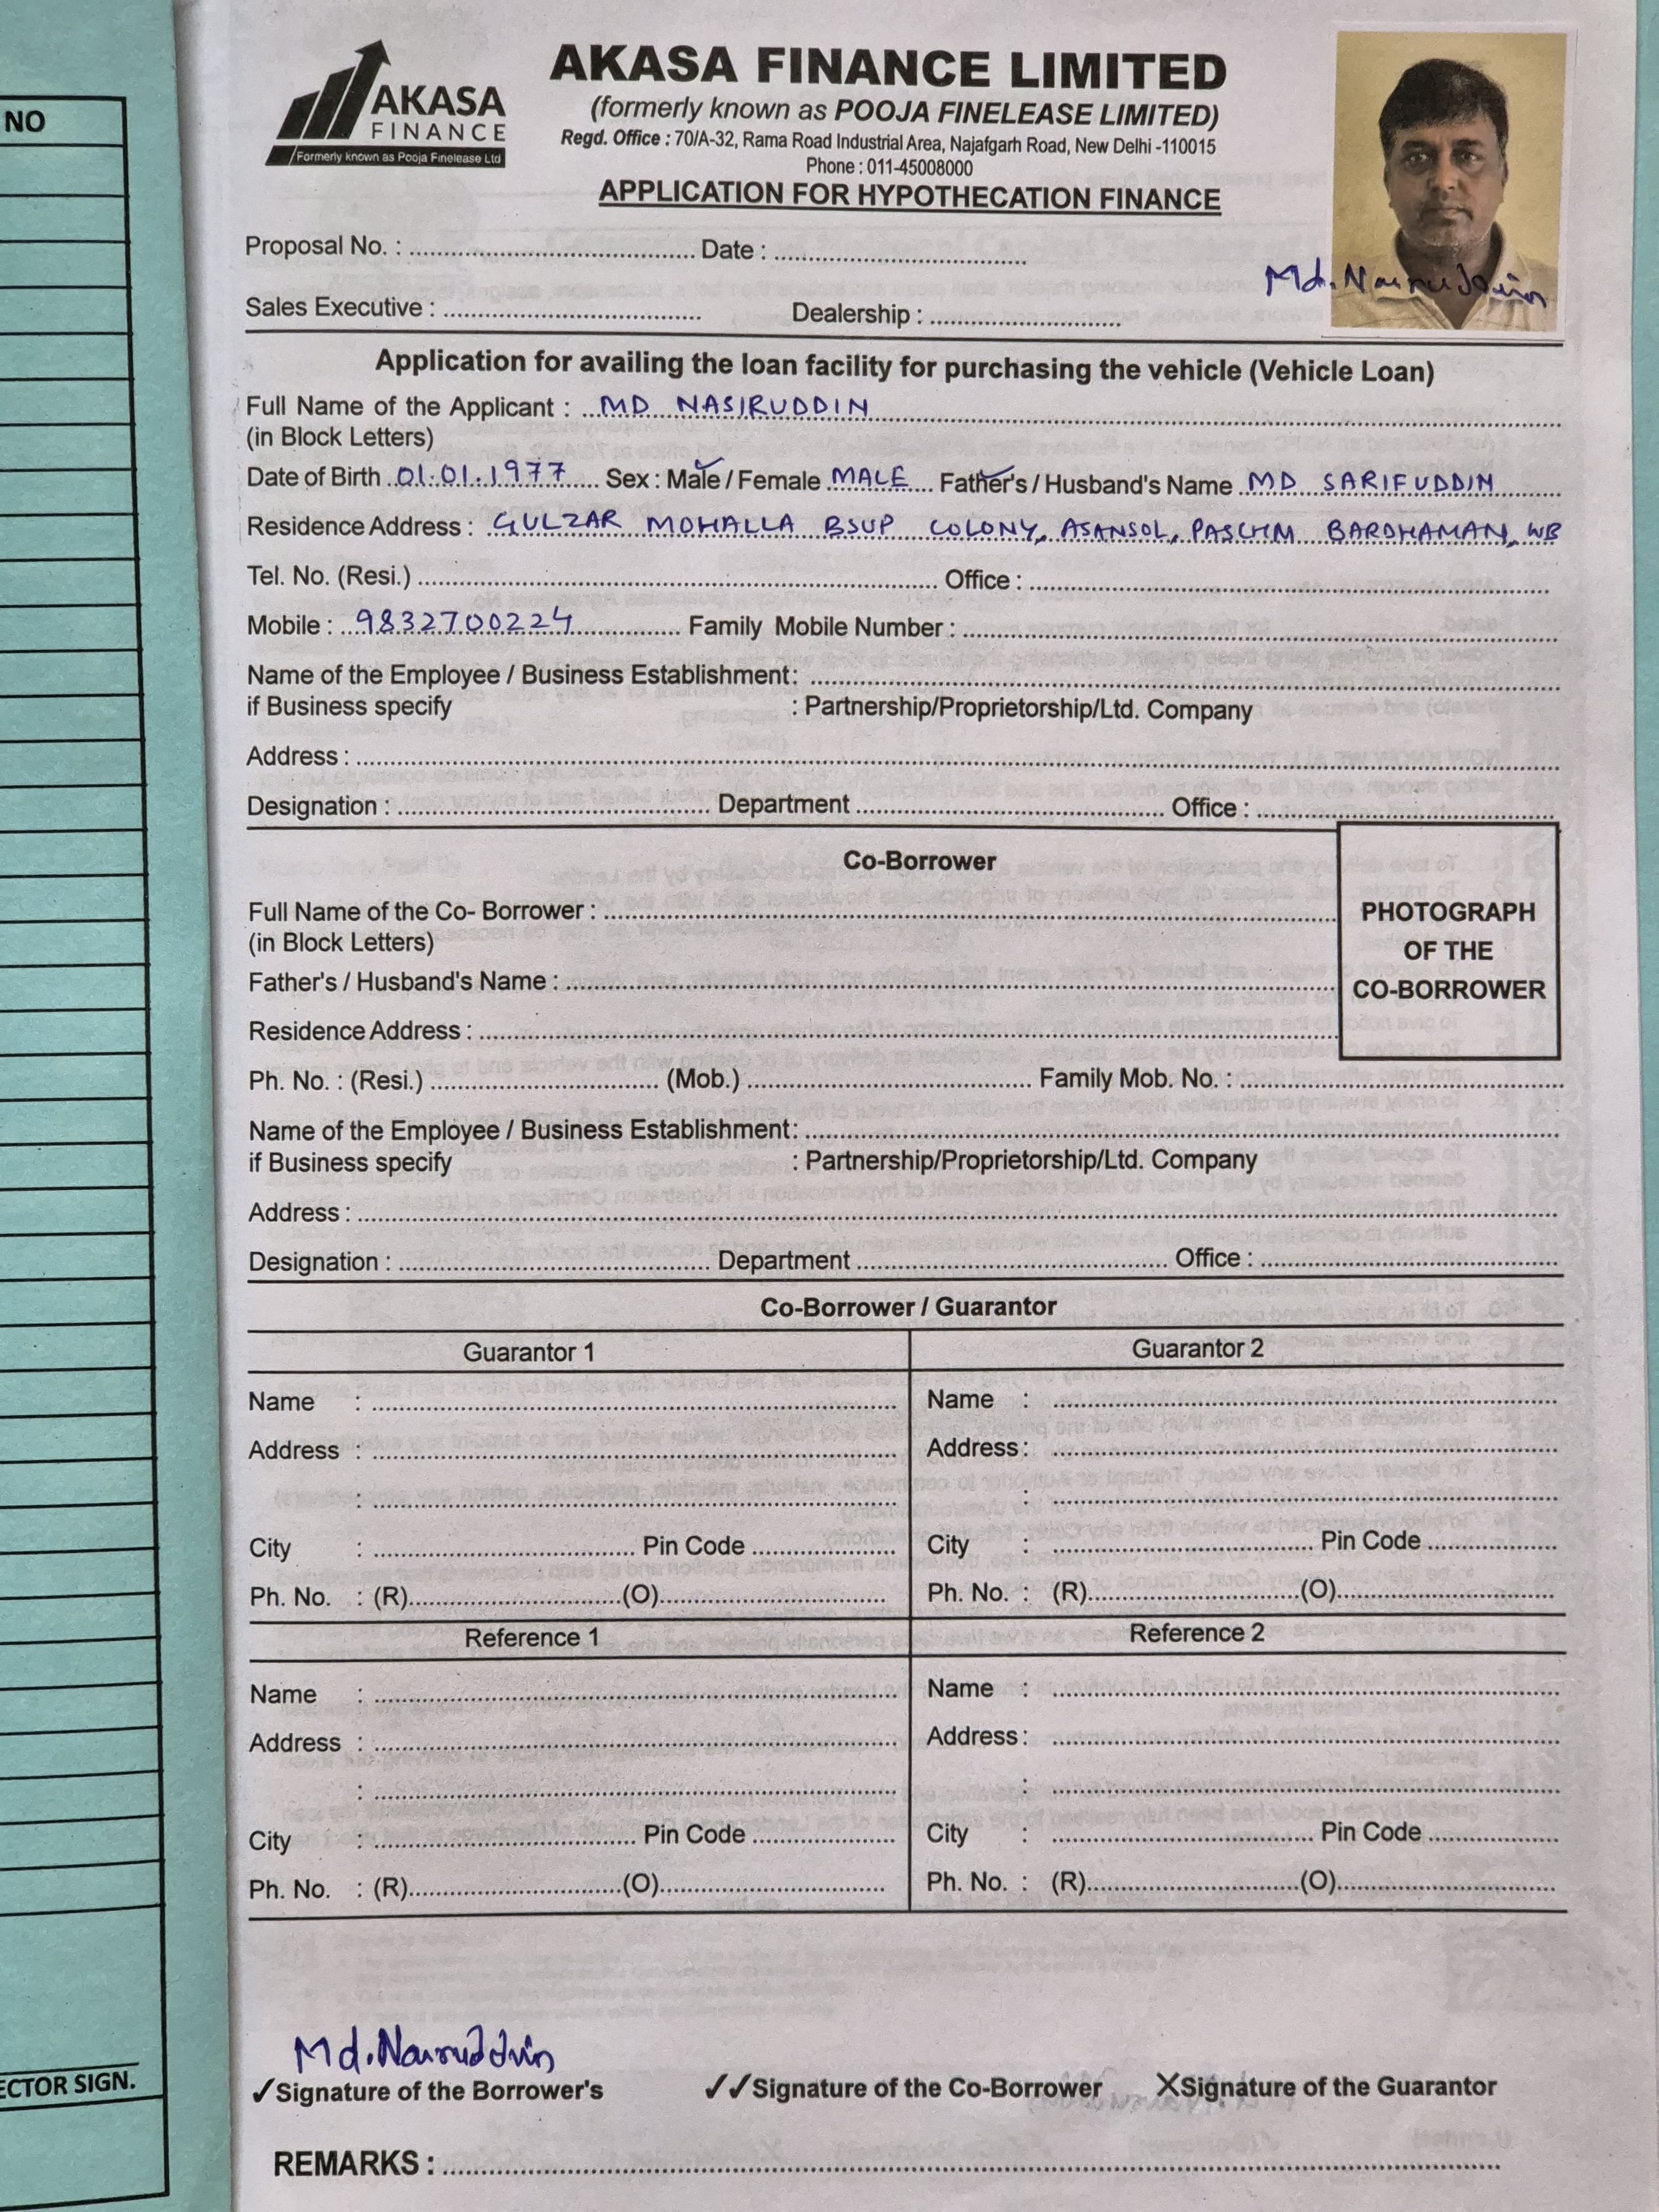 NO
AKASA
FINANCE
Formerly known as Pooja Finelease Ltd
AKASA FINANCE LIMITED
(formerly known as POOJA FINELEASE LIMITED)
Regd. Office : 70/A-32, Rama Road Industrial Area, Najafgarh Road, New Delhi -110015
Phone : 011-45008000
APPLICATION FOR HYPOTHECATION FINANCE
Proposal No. : Date :
Md. Nasiruddin
Sales Executive : Dealership :
Application for availing the loan facility for purchasing the vehicle (Vehicle Loan)
Full Name of the Applicant : MD NASIRUDDIN
(in Block Letters)
Date of Birth 01.01.1977 Sex : Male / Female MALE Father's / Husband's Name MD SARIFUDDIN
Residence Address : GULZAR MOHALLA BSUP COLONY, ASANSOL, PASCHM BARDHAMAN, WB
Tel. No. (Resi.) Office :
Mobile : 9832700224 Family Mobile Number :
Name of the Employee / Business Establishment:
if Business specify : Partnership/Proprietorship/Ltd. Company
Address :
Designation : Department Office :
Co-Borrower
Full Name of the Co- Borrower :
(in Block Letters)
PHOTOGRAPH
OF THE
CO-BORROWER
Father's / Husband's Name :
Residence Address :
Ph. No. : (Resi.) (Mob.) Family Mob. No. :
Name of the Employee / Business Establishment:
if Business specify : Partnership/Proprietorship/Ltd. Company
Address :
Designation : Department Office :
Co-Borrower / Guarantor
Guarantor 1 Guarantor 2
Name : Name :
Address : Address :
: :
City : Pin Code City : Pin Code
Ph. No. : (R) (O) Ph. No. : (R) (O)
Reference 1 Reference 2
Name : Name :
Address : Address :
: :
City : Pin Code City : Pin Code
Ph. No. : (R) (O) Ph. No. : (R) (O)
Md. Nasiruddin
ECTOR SIGN.
✓Signature of the Borrower's ✓✓Signature of the Co-Borrower XSignature of the Guarantor
REMARKS :